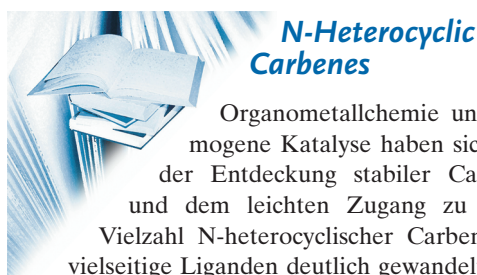 N-Heterocyclic
Carbenes
Organometallchemie un
mogene Katalyse haben sic
der Entdeckung stabiler Ca
und dem leichten Zugang zu
Vielzahl N-heterocyclischer Carben
vielseitige Liganden deutlich gewandel